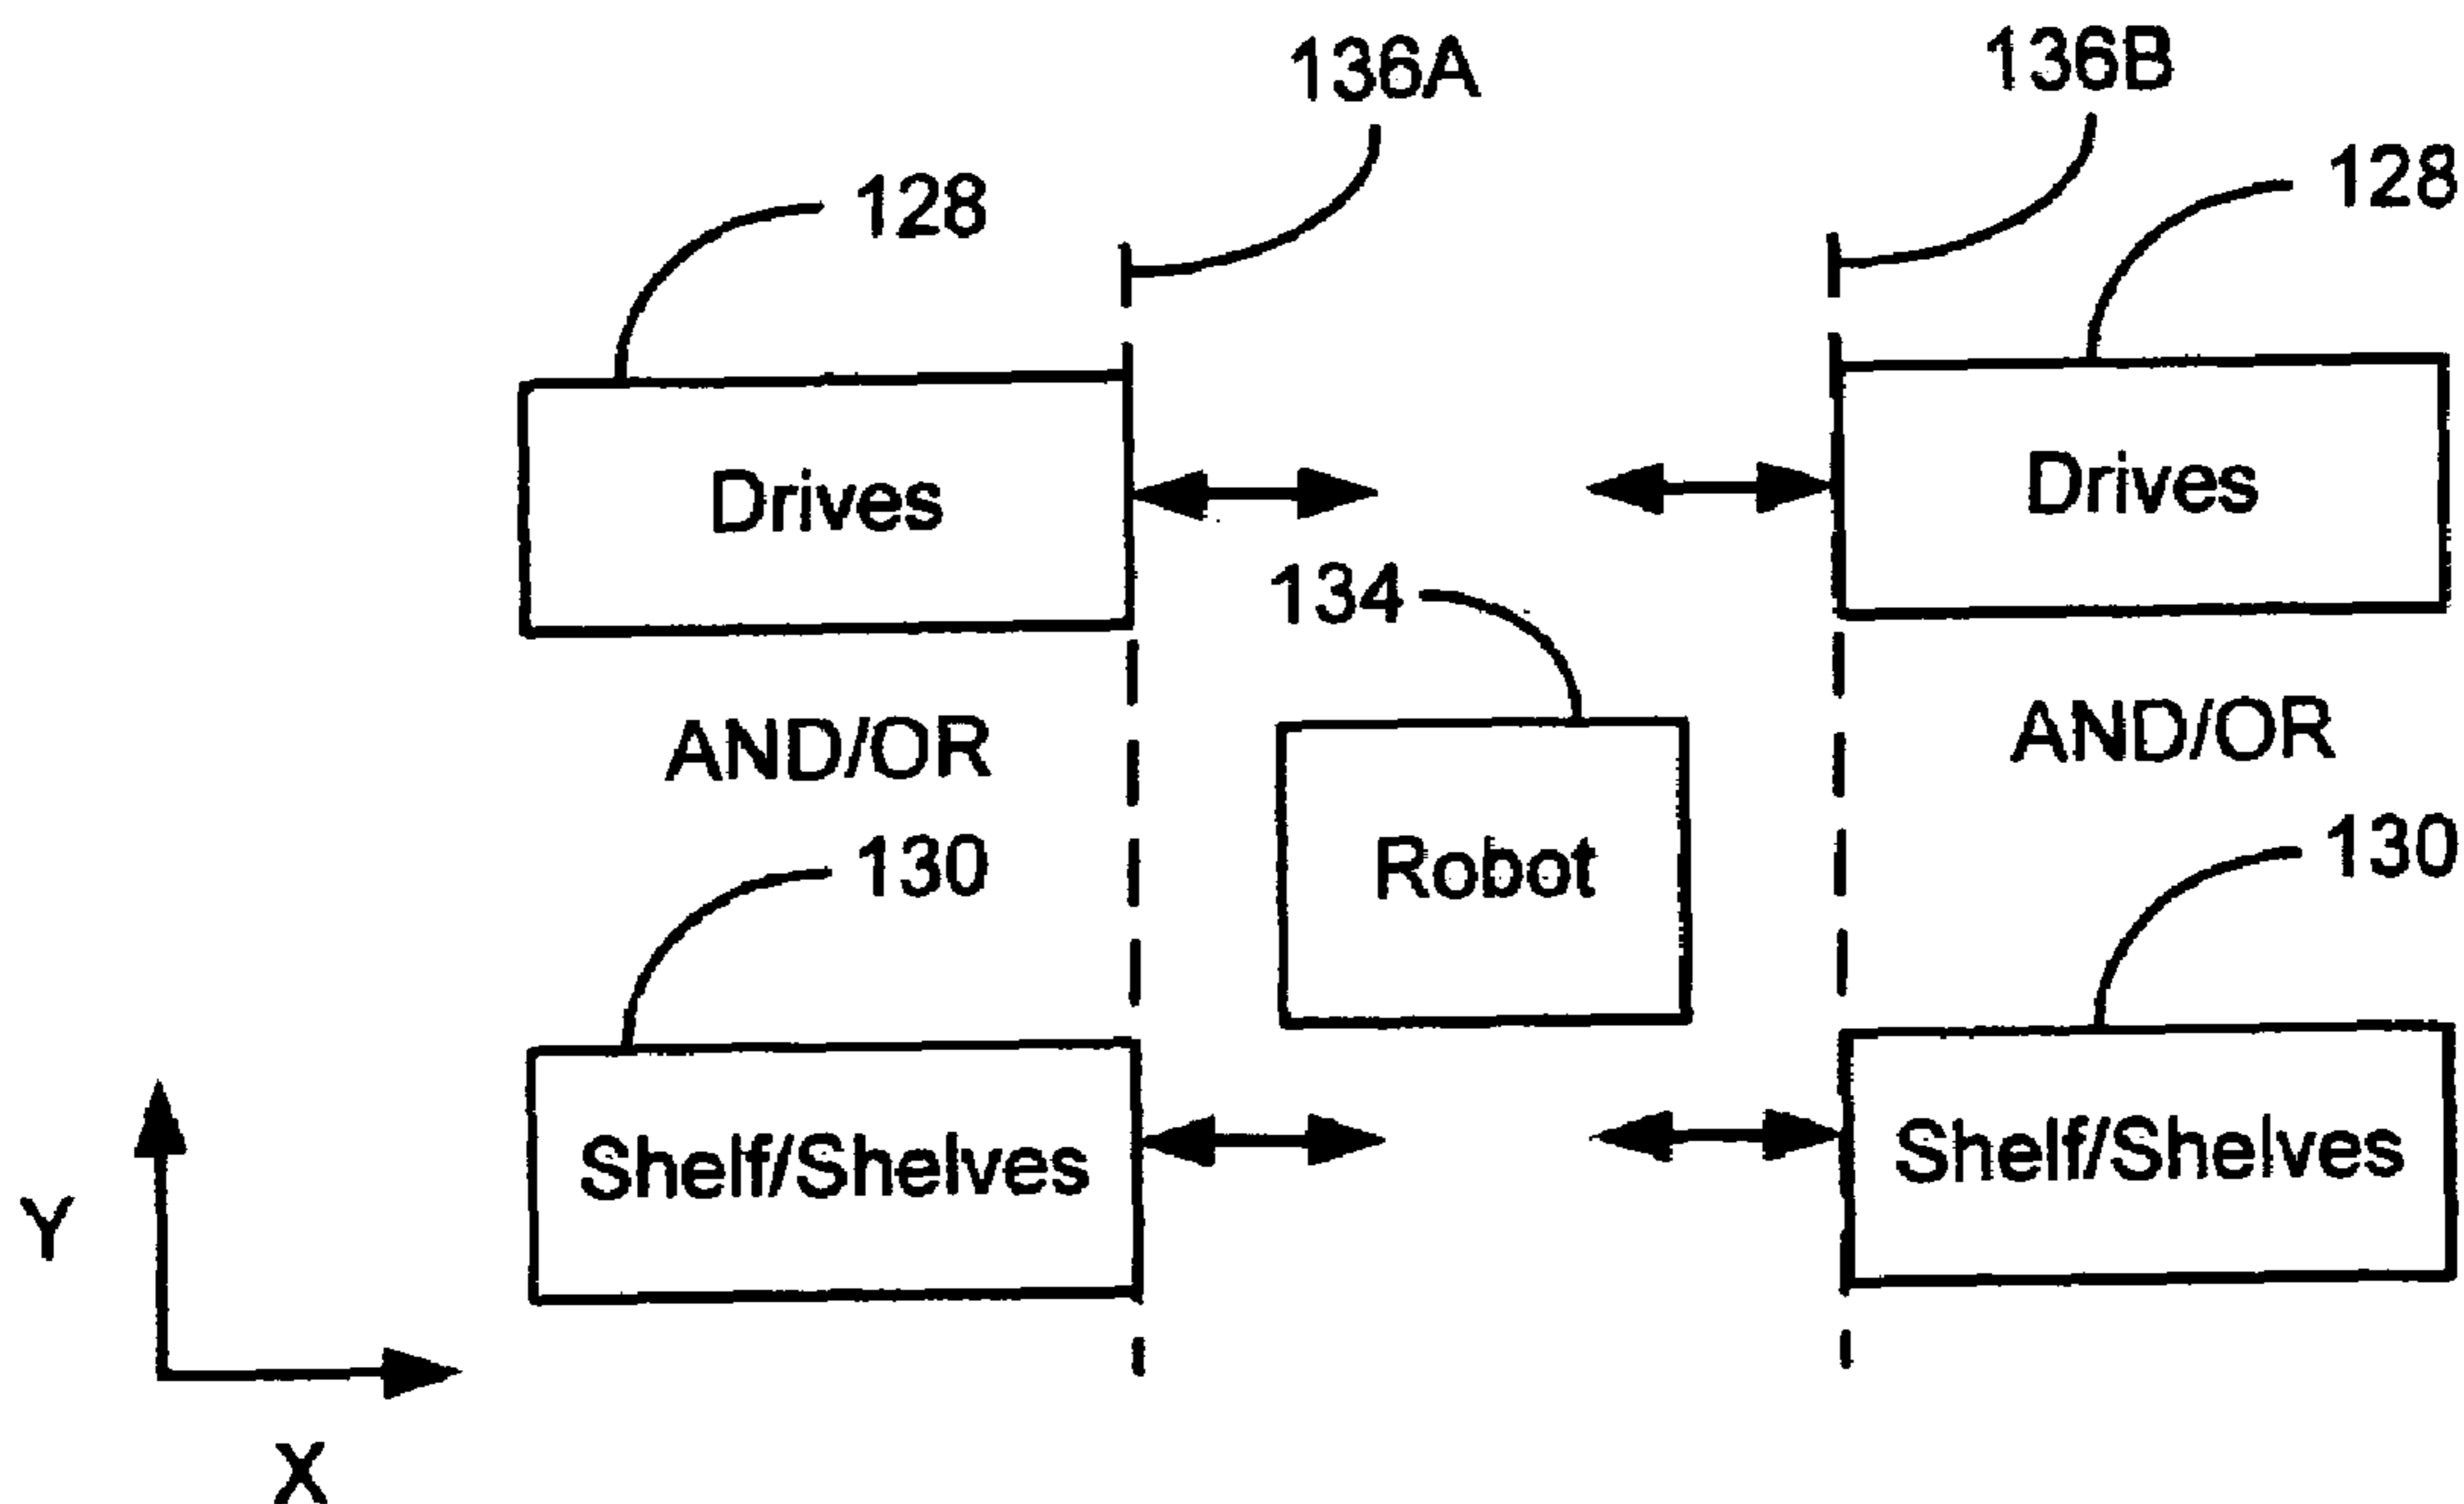 136A
136B
128
128
Drives
Drives
134
AND/OR
AND/OR
Robot
130
130
Shelf/Shelves
Shelf/Shelves
Y
X